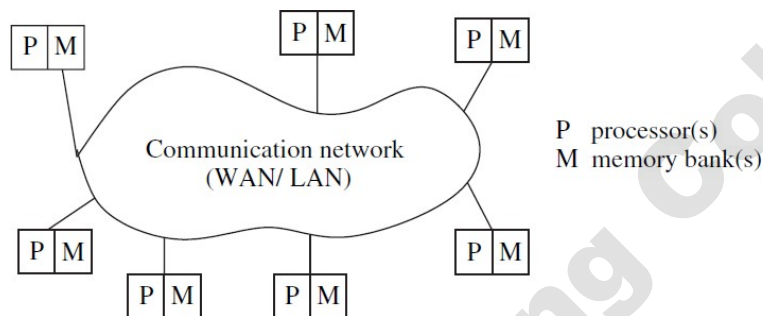 P M
P M
P M
Communication network
(WAN/ LAN)
P processor(s)
M memory bank(s)
P M
P M
P M
P M